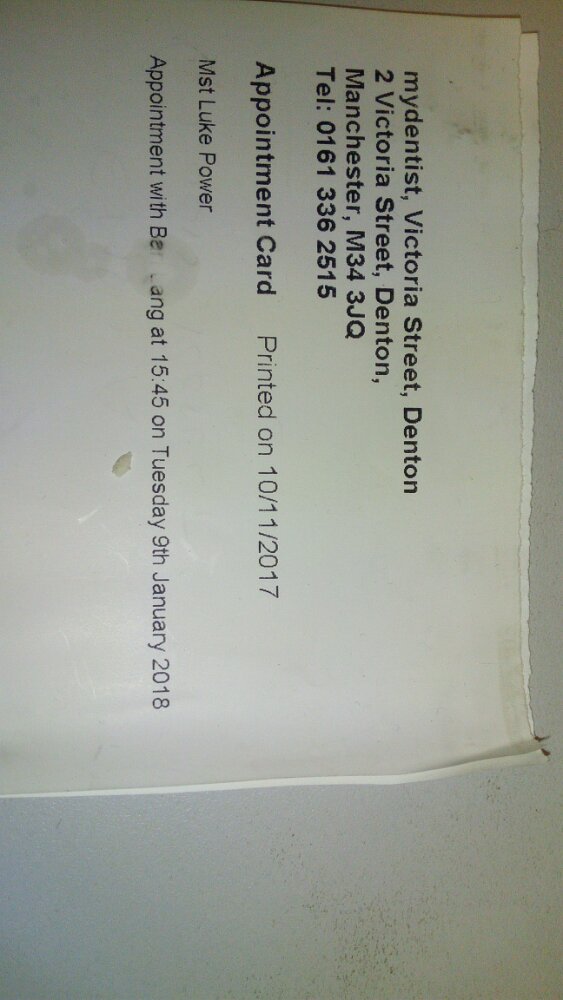 mydentist, Victoria Street, Denton
2 Victoria Street, Denton,
Manchester, M34 3JQ
Tel: 0161 336 2515
Appointment Card Printed on 10/11/2017
Mst Luke Power
Appointment with at 15:45 on Tuesday 9th January 2018